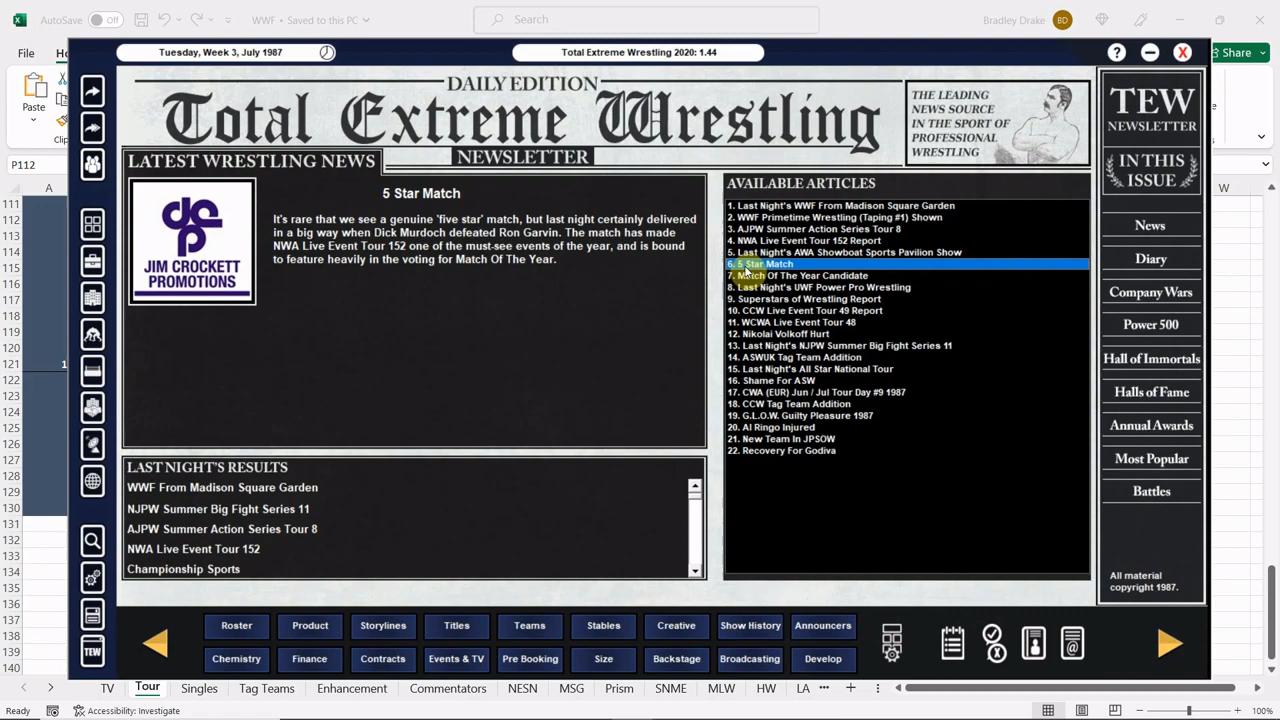 AutoSave Off WWF • Saved to this PC Search Bradley Drake BD
File Share
Paste
P112
A W
111
113
114
115
116
117
118
119
120
121
122
123
124
125
126
127
128
129
130
131
132
133
134
135
136
137
138
139
140
1
Tuesday, Week 3, July 1987 Total Extreme Wrestling 2020: 1.44 ? X
DAILY EDITION
Total Extreme Wrestling
NEWSLETTER
THE LEADING
NEWS SOURCE
IN THE SPORT OF
PROFESSIONAL
WRESTLING
TEW
NEWSLETTER
IN THIS
ISSUE
News
Diary
Company Wars
Power 500
Hall of Immortals
Halls of Fame
Annual Awards
Most Popular
Battles
All material
copyright 1987.
LATEST WRESTLING NEWS
JIM CROCKETT
PROMOTIONS
5 Star Match
It's rare that we see a genuine 'five star' match, but last night certainly delivered
in a big way when Dick Murdoch defeated Ron Garvin. The match has made
NWA Live Event Tour 152 one of the must-see events of the year, and is bound
to feature heavily in the voting for Match Of The Year.
AVAILABLE ARTICLES
1. Last Night's WWF From Madison Square Garden
2. WWF Primetime Wrestling (Taping #1) Shown
3. AJPW Summer Action Series Tour 8
4. NWA Live Event Tour 152 Report
5. Last Night's AWA Showboat Sports Pavilion Show
6. 5 Star Match
7. Match Of The Year Candidate
8. Last Night's UWF Power Pro Wrestling
9. Superstars of Wrestling Report
10. CCW Live Event Tour 49 Report
11. WCWA Live Event Tour 48
12. Nikolai Volkoff Hurt
13. Last Night's NJPW Summer Big Fight Series 11
14. ASWUK Tag Team Addition
15. Last Night's All Star National Tour
16. Shame For ASW
17. CWA (EUR) Jun / Jul Tour Day #9 1987
18. CCW Tag Team Addition
19. G.L.O.W. Guilty Pleasure 1987
20. Al Ringo Injured
21. New Team In JPSOW
22. Recovery For Godiva
LAST NIGHT'S RESULTS
WWF From Madison Square Garden
NJPW Summer Big Fight Series 11
AJPW Summer Action Series Tour 8
NWA Live Event Tour 152
Championship Sports
TEW
Roster Product Storylines Titles Teams Stables Creative Show History Announcers
Chemistry Finance Contracts Events & TV Pre Booking Size Backstage Broadcasting Develop
TV Tour Singles Tag Teams Enhancement Commentators NESN MSG Prism SNME MLW HW LA
Ready Accessibility: Investigate 100%